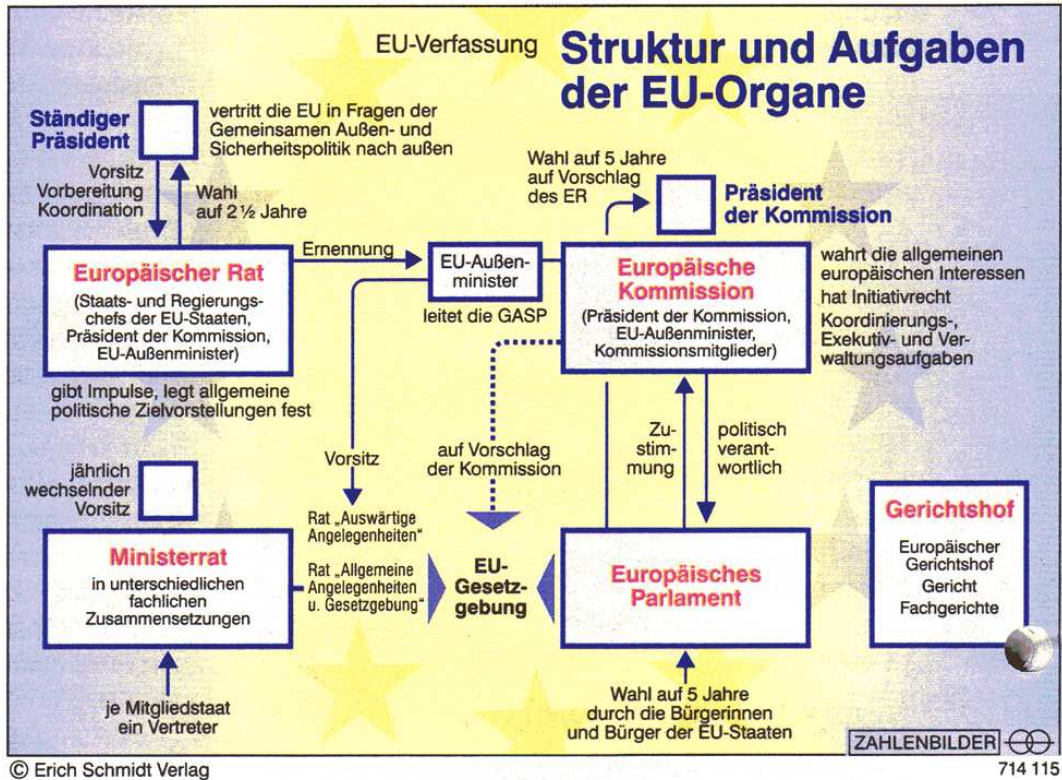 EU-Verfassung
Struktur und Aufgaben
der EU-Organe
Ständiger
Präsident
vertritt die EU in Fragen der
Gemeinsamen Außen- und
Sicherheitspolitik nach außen
Vorsitz
Vorbereitung
Koordination
Wahl
auf 2 ½ Jahre
Wahl auf 5 Jahre
auf Vorschlag
des ER
Präsident
der Kommission
Europäischer Rat
(Staats- und Regierungs-
chefs der EU-Staaten,
Präsident der Kommission,
EU-Außenminister)
gibt Impulse, legt allgemeine
politische Zielvorstellungen fest
Ernennung
EU-Außen-
minister
leitet die GASP
Europäische
Kommission
(Präsident der Kommission,
EU-Außenminister,
Kommissionsmitglieder)
wahrt die allgemeinen
europäischen Interessen
hat Initiativrecht
Koordinierungs-,
Exekutiv- und Ver-
waltungsaufgaben
Vorsitz
auf Vorschlag
der Kommission
Zu-
stim-
mung
politisch
verant-
wortlich
jährlich
wechselnder
Vorsitz
Ministerrat
in unterschiedlichen
fachlichen
Zusammensetzungen
Rat „Auswärtige
Angelegenheiten“
Rat „Allgemeine
Angelegenheiten
u. Gesetzgebung“
EU-
Gesetz-
gebung
Europäisches
Parlament
Gerichtshof
Europäischer
Gerichtshof
Gericht
Fachgerichte
je Mitgliedstaat
ein Vertreter
Wahl auf 5 Jahre
durch die Bürgerinnen
und Bürger der EU-Staaten
ZAHLENBILDER
© Erich Schmidt Verlag
714 115